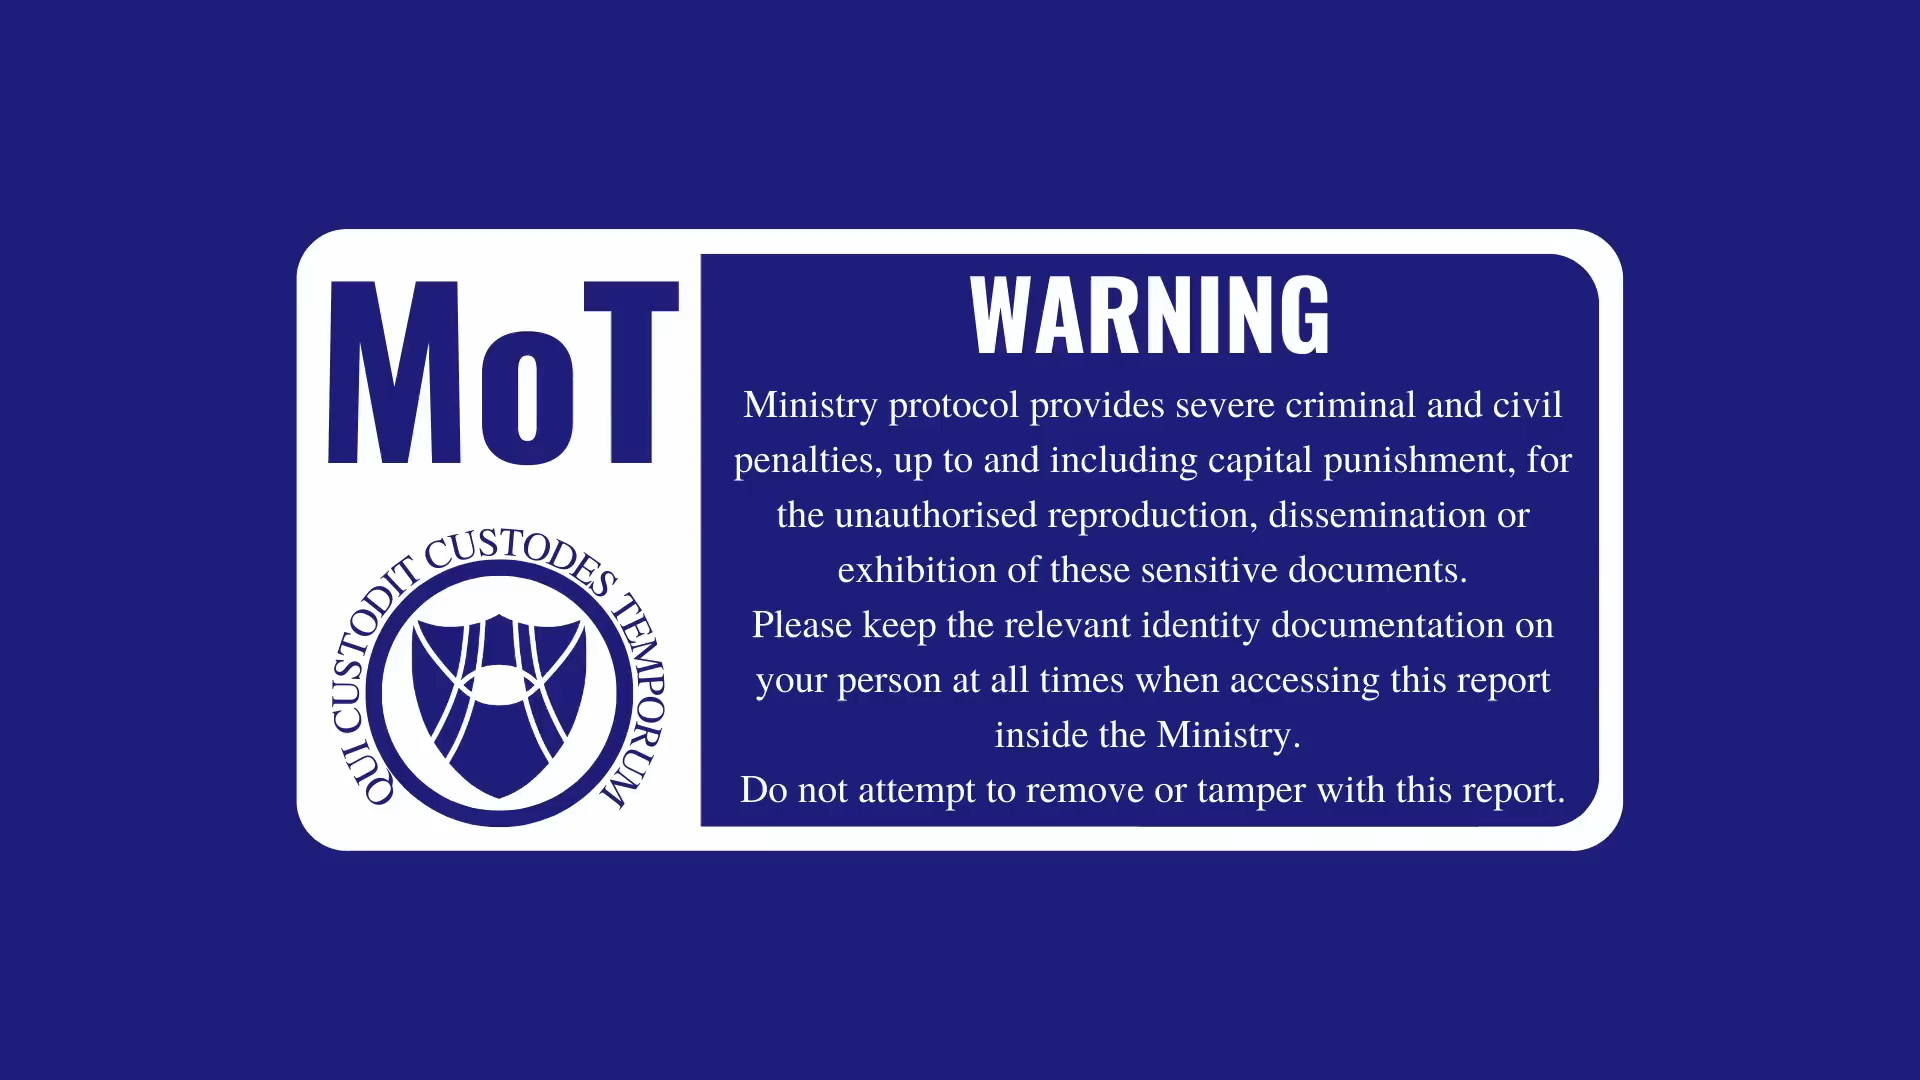 MoT
QUI CUSTODIT CUSTODES TEMPORUM
WARNING
Ministry protocol provides severe criminal and civil
penalties, up to and including capital punishment, for
the unauthorised reproduction, dissemination or
exhibition of these sensitive documents.
Please keep the relevant identity documentation on
your person at all times when accessing this report
inside the Ministry.
Do not attempt to remove or tamper with this report.